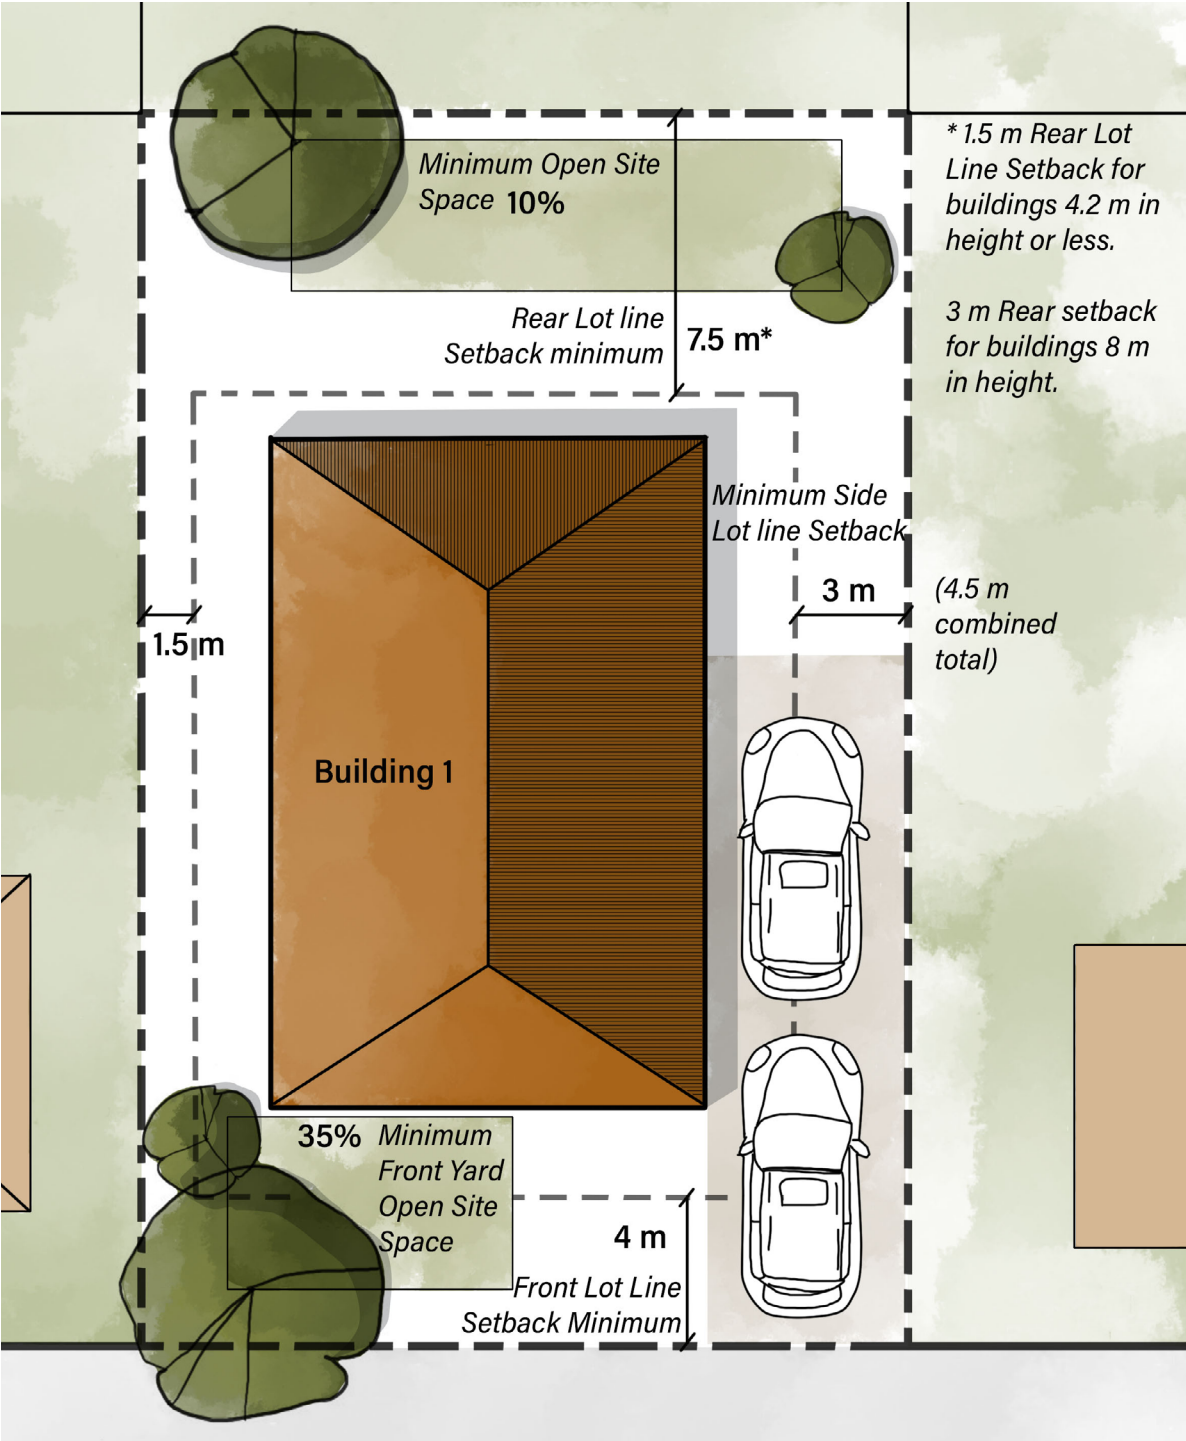 * 1.5 m Rear Lot
Line Setback for
buildings 4.2 m in
height or less.
3 m Rear setback
for buildings 8 m
in height.
Minimum Open Site
Space 10%
Rear Lot line
Setback minimum
7.5 m*
Minimum Side
Lot line Setback
3 m
(4.5 m
combined
total)
1.5 m
Building 1
35% Minimum
Front Yard
Open Site
Space
4 m
Front Lot Line
Setback Minimum